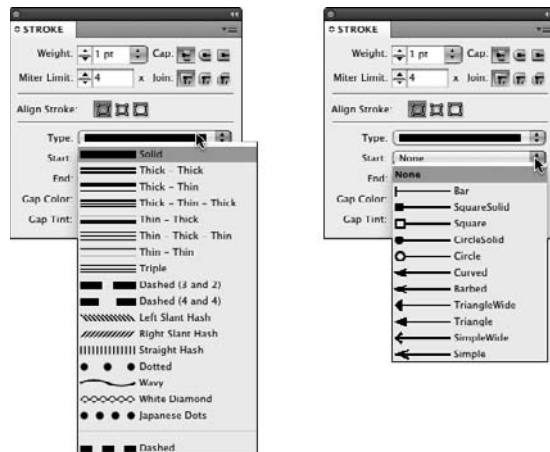 STROKE
Weight: 1 pt Cap:
Miter Limit: 4 x Join:
Align Stroke:
Type:
Start:
End:
Gap Color:
Gap Tint:
Solid
Thick - Thick
Thick - Thin
Thick - Thin - Thick
Thin - Thick
Thin - Thick - Thin
Thin - Thin
Triple
Dashed (3 and 2)
Dashed (4 and 4)
Left Slant Hash
Right Slant Hash
Straight Hash
Dotted
Wavy
White Diamond
Japanese Dots
Dashed
STROKE
Weight: 1 pt Cap:
Miter Limit: 4 x Join:
Align Stroke:
Type:
Start: None
End:
Gap Color:
Gap Tint:
None
Bar
SquareSolid
Square
CircleSolid
Circle
Curved
Barbed
TriangleWide
Triangle
SimpleWide
Simple